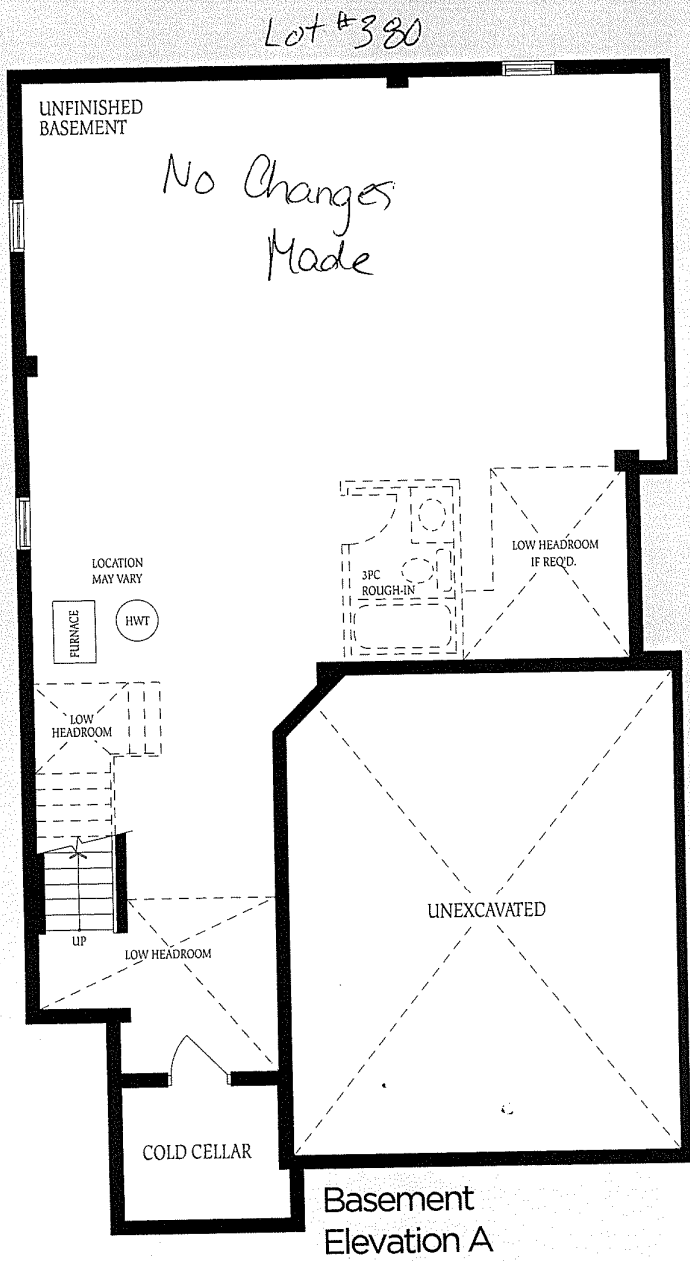 Lot #380
UNFINISHED
BASEMENT
No Changes
Made
LOCATION
MAY VARY
FURNACE
HWT
3PC
ROUGH-IN
LOW HEADROOM
IF REQ'D.
LOW
HEADROOM
UP
LOW HEADROOM
UNEXCAVATED
COLD CELLAR
Basement
Elevation A